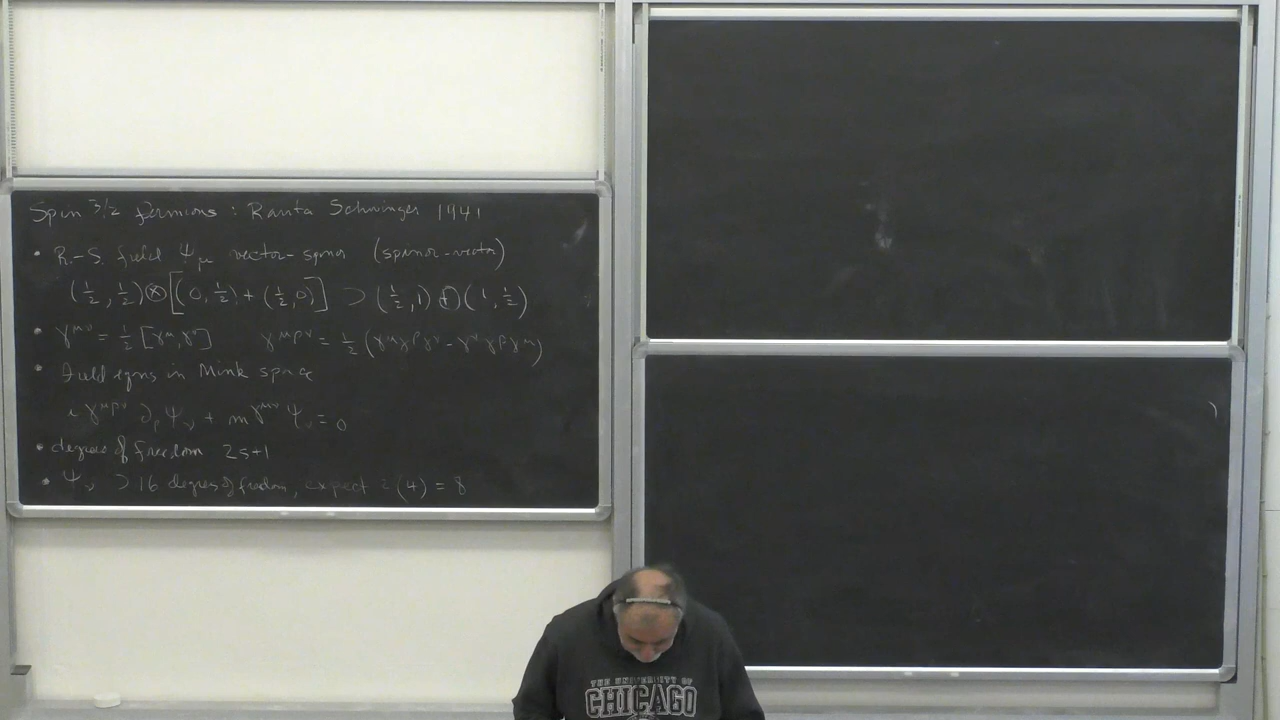 Spin 3/2 fermions : Rarita Schwinger 1941
• R.-S. field ψ_μ vector-spinor (spinor-vector)
(1/2, 1/2) ⊗ [(0, 1/2) + (1/2, 0)] ⊃ (1/2, 1) ⊕ (1, 1/2)
• γ^{μν} = 1/2 [γ^μ, γ^ν] γ^{μρν} = 1/2 (γ^μ γ^ρ γ^ν - γ^ν γ^ρ γ^μ)
• Field eqns in Mink space
i γ^{μρν} ∂_ρ ψ_ν + m γ^{μν} ψ_ν = 0
• degrees of freedom 2s+1
• ψ_ν ⊃ 16 degrees of freedom, expect 2(4) = 8
THE UNIVERSITY OF
CHICAGO